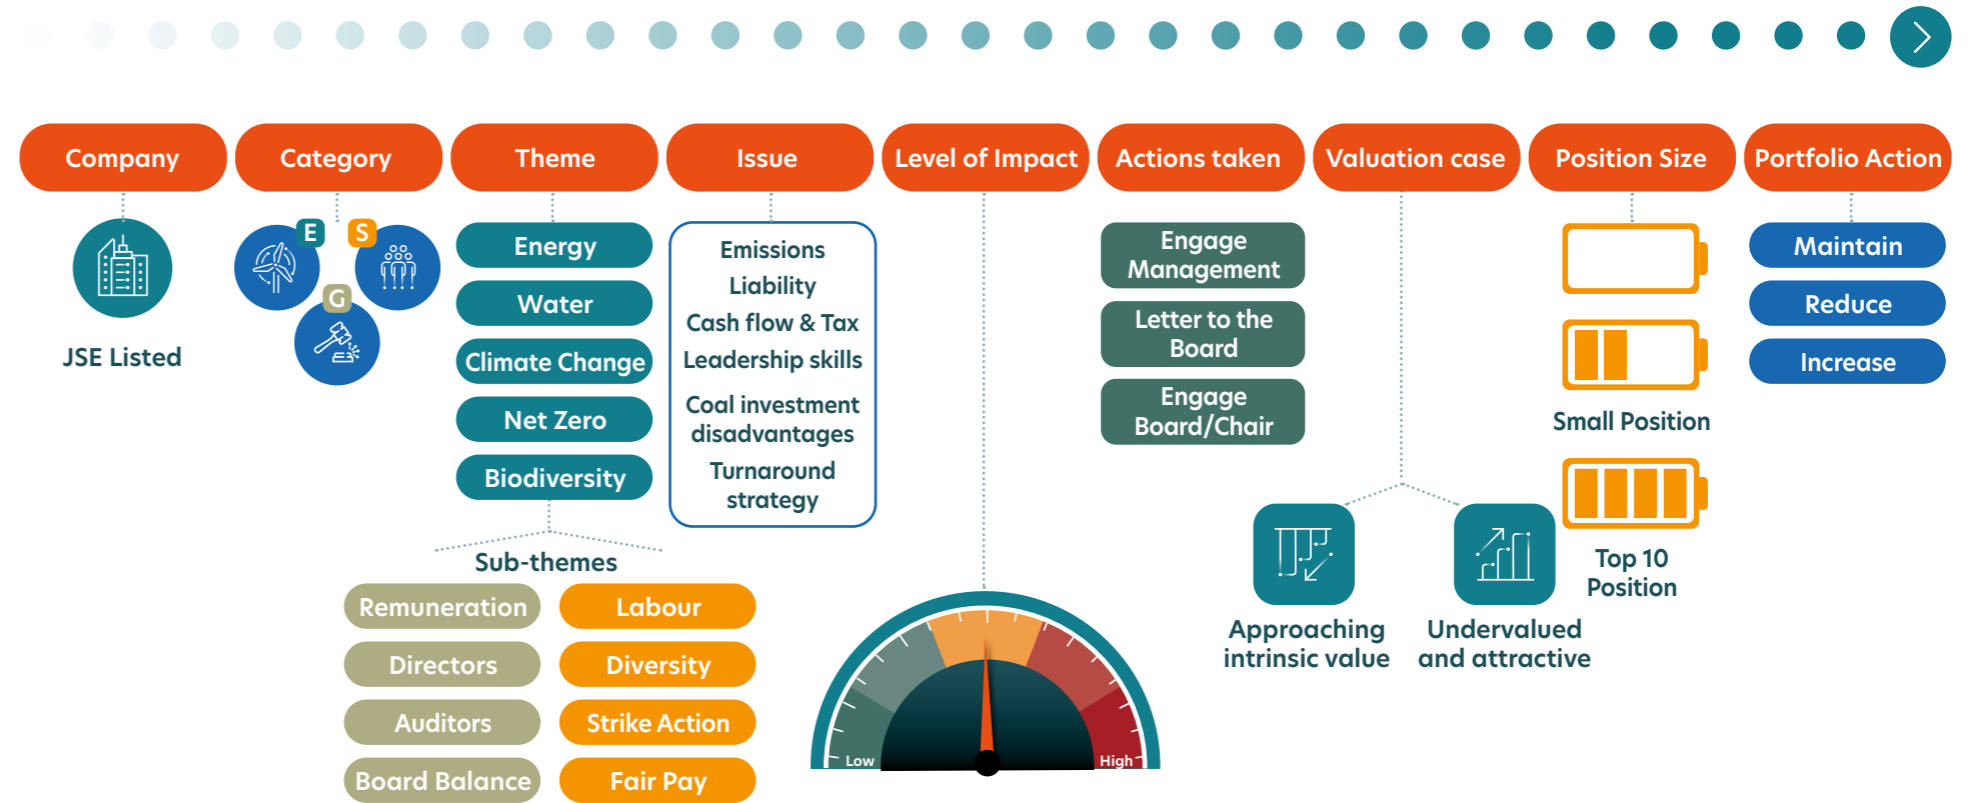 Company
Category
Theme
Issue
Level of Impact
Actions taken
Valuation case
Position Size
Portfolio Action
JSE Listed
E
S
G
Energy
Water
Climate Change
Net Zero
Biodiversity
Sub-themes
Remuneration
Directors
Auditors
Board Balance
Labour
Diversity
Strike Action
Fair Pay
Emissions
Liability
Cash flow & Tax
Leadership skills
Coal investment
disadvantages
Turnaround
strategy
Low
High
Engage
Management
Letter to the
Board
Engage
Board/Chair
Approaching
intrinsic value
Undervalued
and attractive
Small Position
Top 10
Position
Maintain
Reduce
Increase